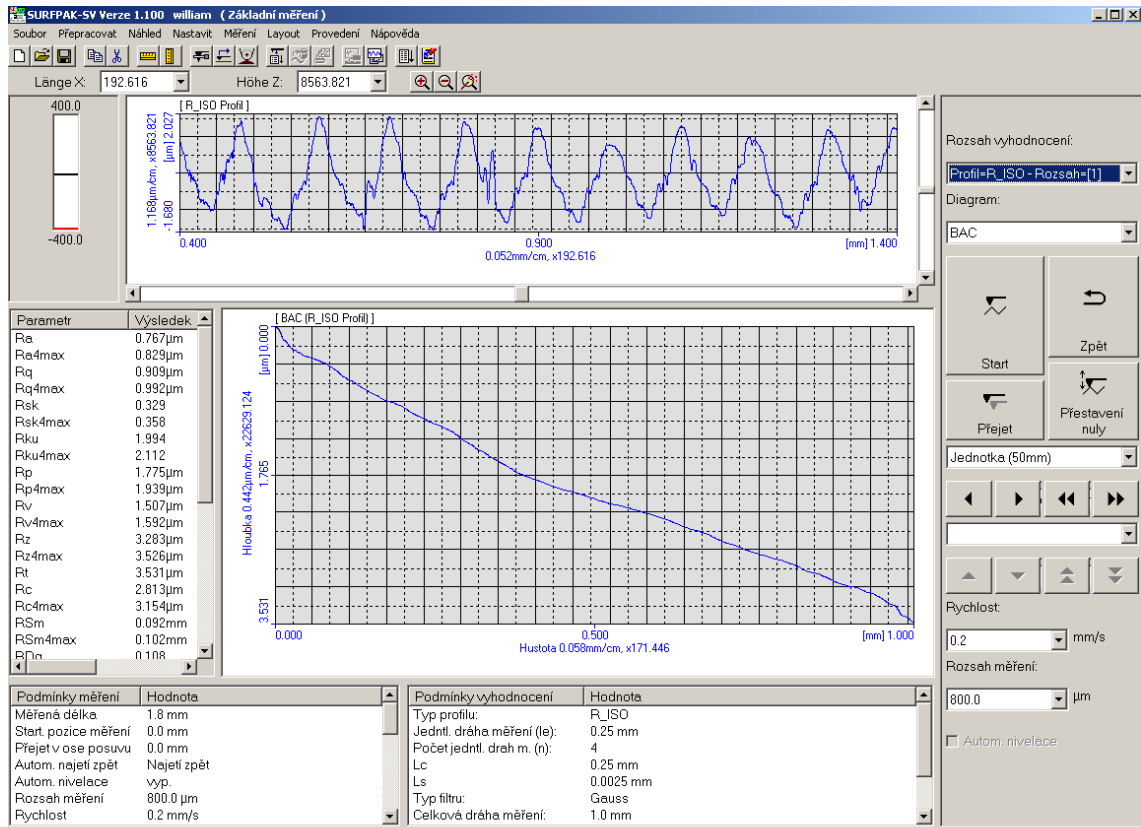 SURFPAK-SV Verze 1.100 william ( Základní měření )
Soubor Přepracovat Náhled Nastavit Měření Layout Provedení Nápověda
Länge X: 192.616 Höhe Z: 8563.821
400.0
-400.0
[ R_ISO Profil ]
1.168µm/cm, x8563.821
-1.680 [µm] 2.027
0.400 0.900 [mm] 1.400
0.052mm/cm, x192.616
Rozsah vyhodnocení:
Profil=R_ISO - Rozsah=[1]
Diagram:
BAC
Start
Zpět
Přejet
Přestavení
nuly
Jednotka (50mm)
Rychlost:
0.2 mm/s
Rozsah měření:
800.0 µm
Autom. nivelace
Parametr Výsledek
Ra 0.767µm
Ra4max 0.829µm
Rq 0.909µm
Rq4max 0.992µm
Rsk 0.329
Rsk4max 0.358
Rku 1.994
Rku4max 2.112
Rp 1.775µm
Rp4max 1.939µm
Rv 1.507µm
Rv4max 1.592µm
Rz 3.283µm
Rz4max 3.526µm
Rt 3.531µm
Rc 2.813µm
Rc4max 3.154µm
RSm 0.092mm
RSm4max 0.102mm
RDq 0.108
[ BAC (R_ISO Profil) ]
Hloubka 0.442µm/cm, x22629.124
3.531 1.765 [µm] 0.000
0.000 0.500 [mm] 1.000
Hustota 0.058mm/cm, x171.446
Podmínky měření Hodnota
Měřená délka 1.8 mm
Start. pozice měření 0.0 mm
Přejet v ose posuvu 0.0 mm
Autom. najetí zpět Najetí zpět
Autom. nivelace vyp.
Rozsah měření 800.0 µm
Rychlost 0.2 mm/s
Podmínky vyhodnocení Hodnota
Typ profilu: R_ISO
Jedntl. dráha měření (le): 0.25 mm
Počet jedntl. drah m. (n): 4
Lc 0.25 mm
Ls 0.0025 mm
Typ filtru: Gauss
Celková dráha měření: 1.0 mm